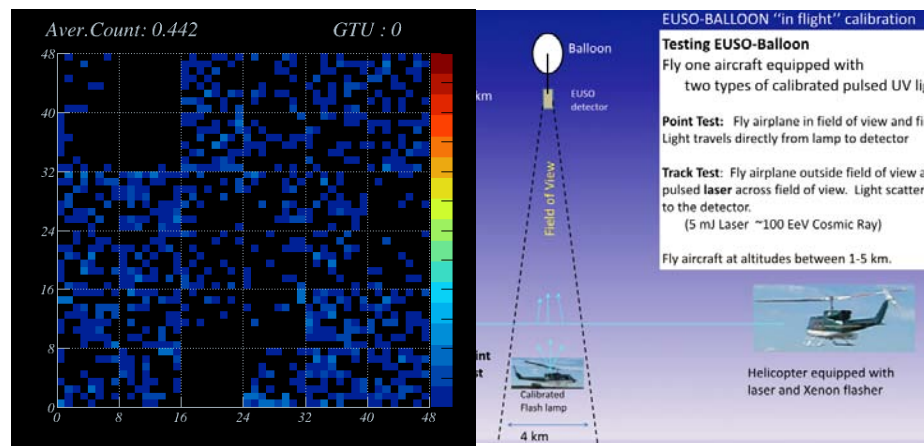 Aver.Count: 0.442
GTU : 0
48
40
32
24
16
8
0
0
8
16
24
32
40
48
EUSO-BALLOON "in flight" calibration
Balloon
km
EUSO
detector
Field of View
Testing EUSO-Balloon
Fly one aircraft equipped with
two types of calibrated pulsed UV
Point Test: Fly airplane in field of view and
Light travels directly from lamp to detector
Track Test: Fly airplane outside field of view
pulsed laser across field of view. Light
to the detector.
(5 mJ Laser ~100 EeV Cosmic Ray)
Fly aircraft at altitudes between 1-5 km.
Calibrated
Flash lamp
4 km
Helicopter equipped with
laser and Xenon flasher